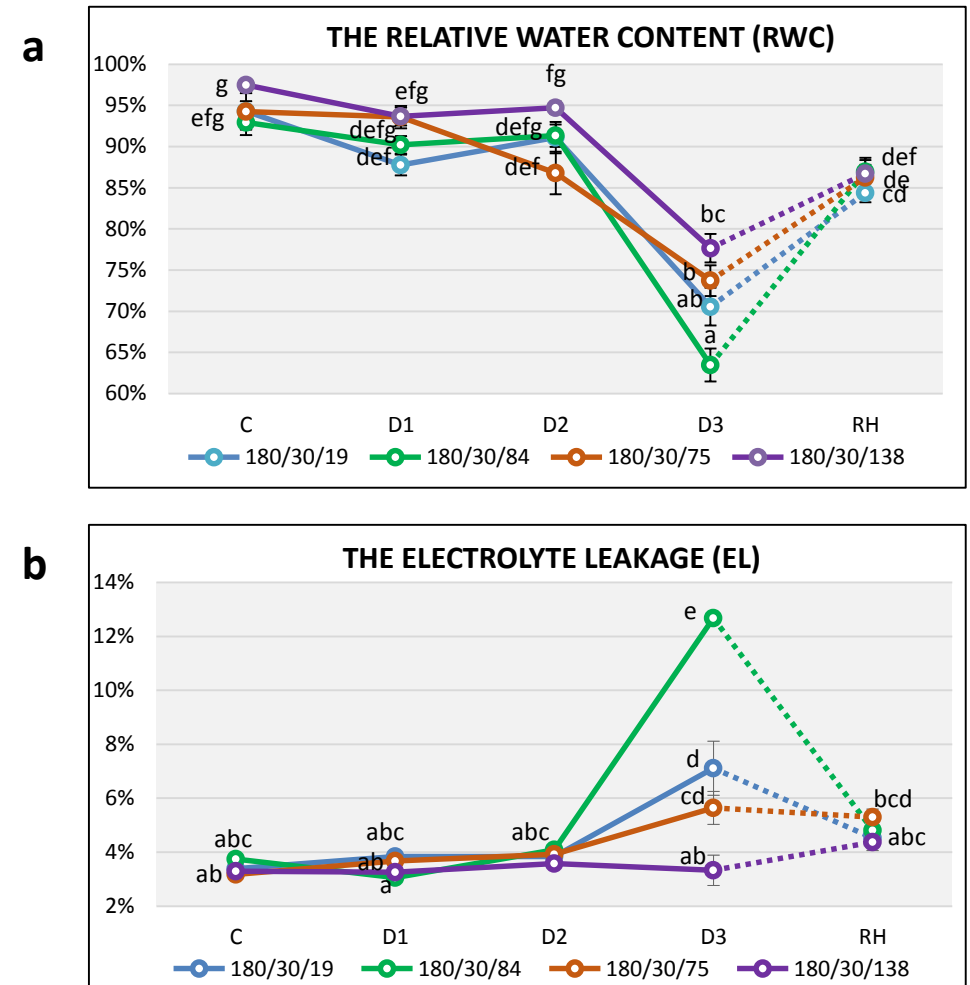 a
THE RELATIVE WATER CONTENT (RWC)
100%
95%
90%
85%
80%
75%
70%
65%
60%
g
efg
efg
defg
def
fg
defg
def
bc
b
ab
a
def
de
cd
C D1 D2 D3 RH
180/30/19 180/30/84 180/30/75 180/30/138
b
THE ELECTROLYTE LEAKAGE (EL)
14%
12%
10%
8%
6%
4%
2%
abc
ab
abc
ab
a
abc
e
d
cd
ab
bcd
abc
C D1 D2 D3 RH
180/30/19 180/30/84 180/30/75 180/30/138